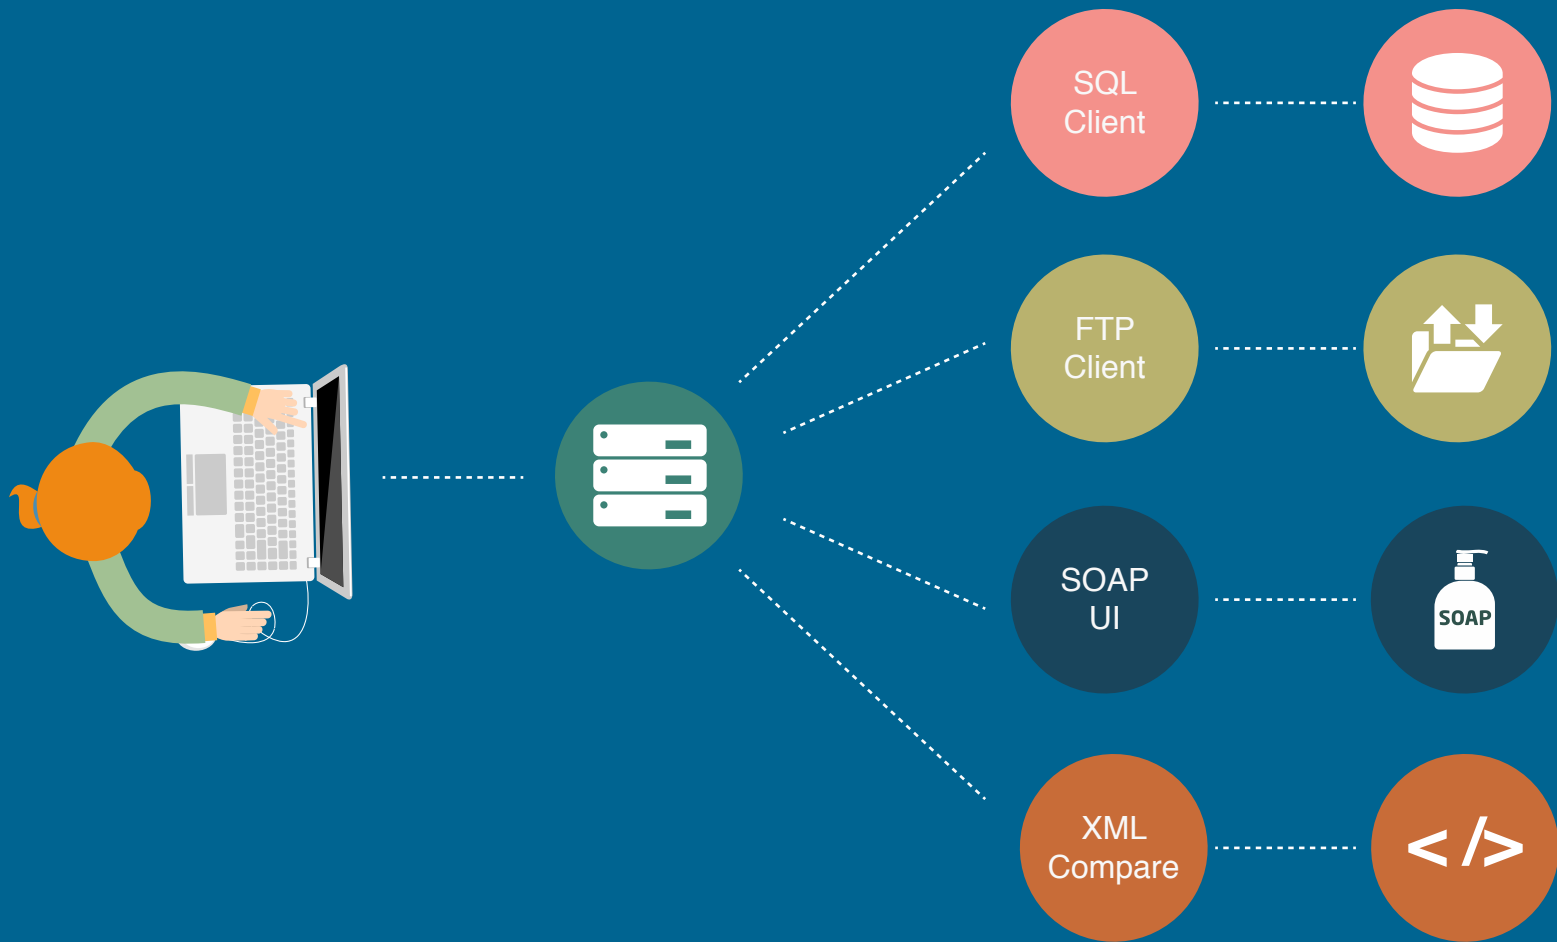 SQL
Client
FTP
Client
SOAP
UI
SOAP
XML
Compare
</>